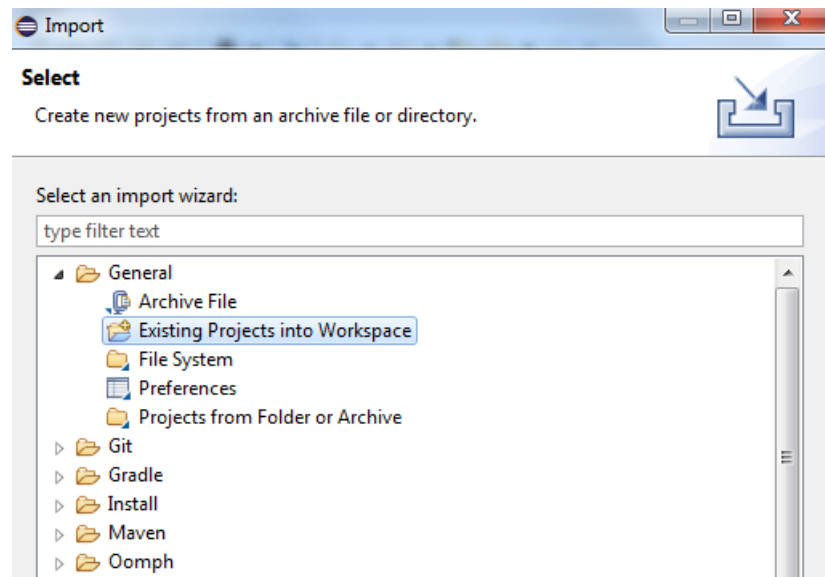 Import
Select
Create new projects from an archive file or directory.
Select an import wizard:
type filter text
General
Archive File
Existing Projects into Workspace
File System
Preferences
Projects from Folder or Archive
Git
Gradle
Install
Maven
Oomph